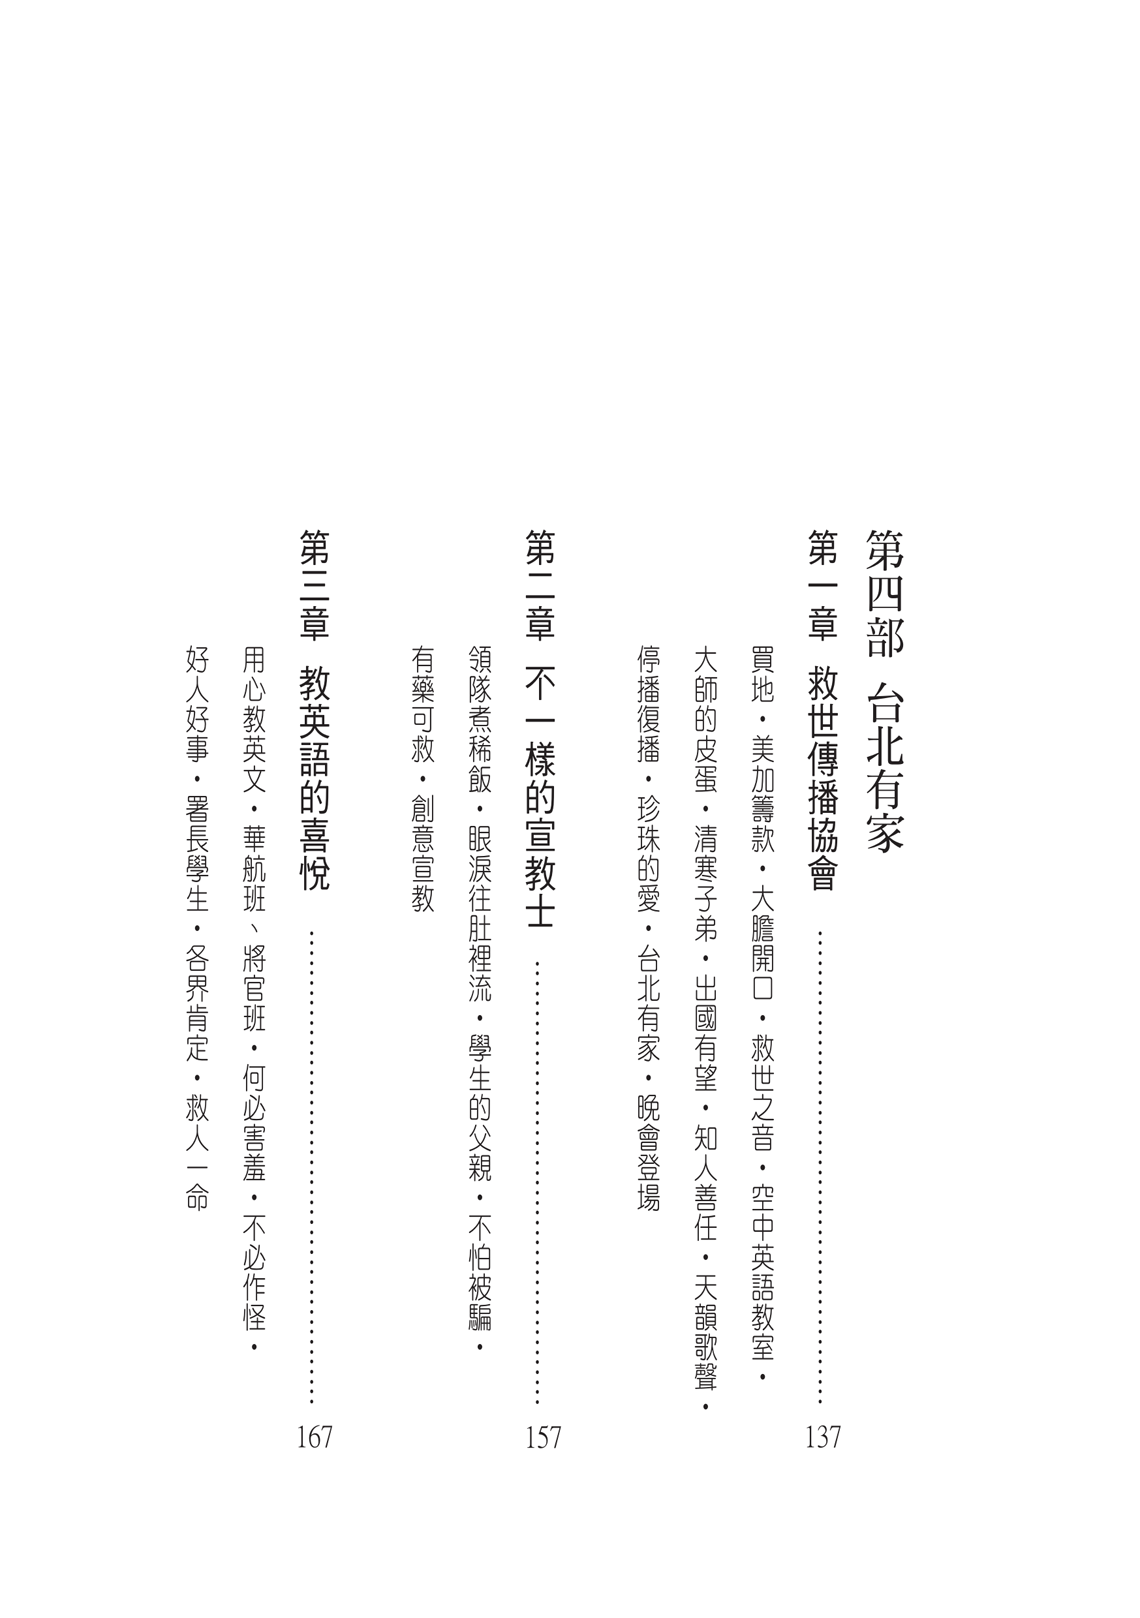 第四部 台北有家
第一章 救世傳播協會 …… 137
買地・美加籌款・大膽開口・救世之音・空中英語教室・
大師的皮蛋・清寒子弟・出國有望・知人善任・天韻歌聲・
停播復播・珍珠的愛・台北有家・晚會登場
第二章 不一樣的宣教士 …… 157
領隊煮稀飯・眼淚往肚裡流・學生的父親・不怕被騙・
有藥可救・創意宣教
第三章 教英語的喜悅 …… 167
用心教英文・華航班、將官班・何必害羞・不必作怪・
好人好事・署長學生・各界肯定・救人一命